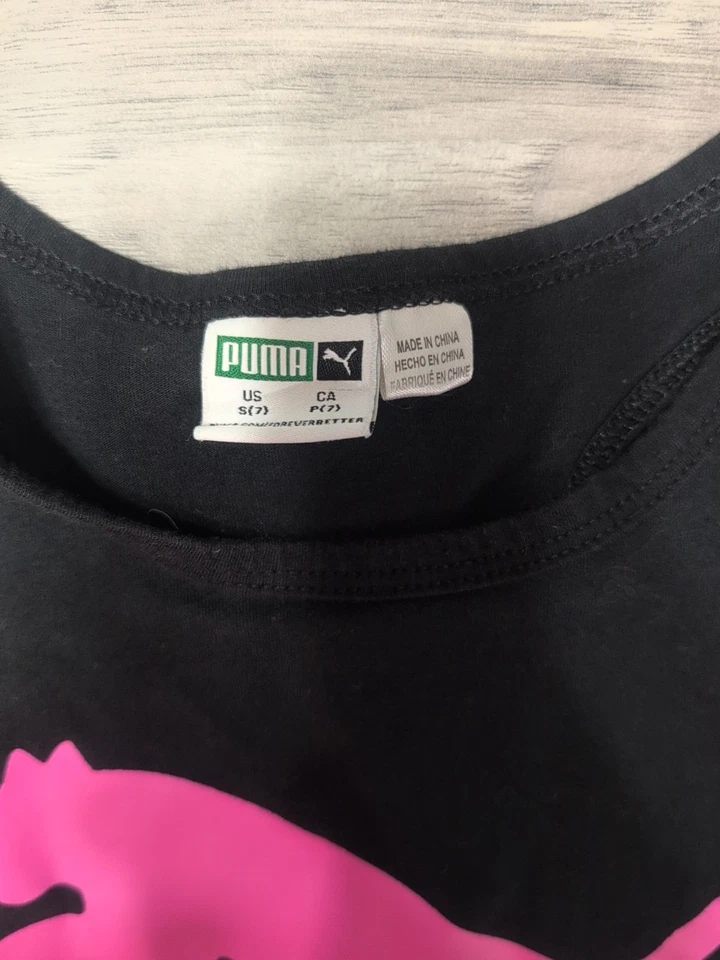 PUMA
US CA
S(7) P(7)
MADE IN CHINA
HECHO EN CHINA
FABRIQUÉ EN CHINE